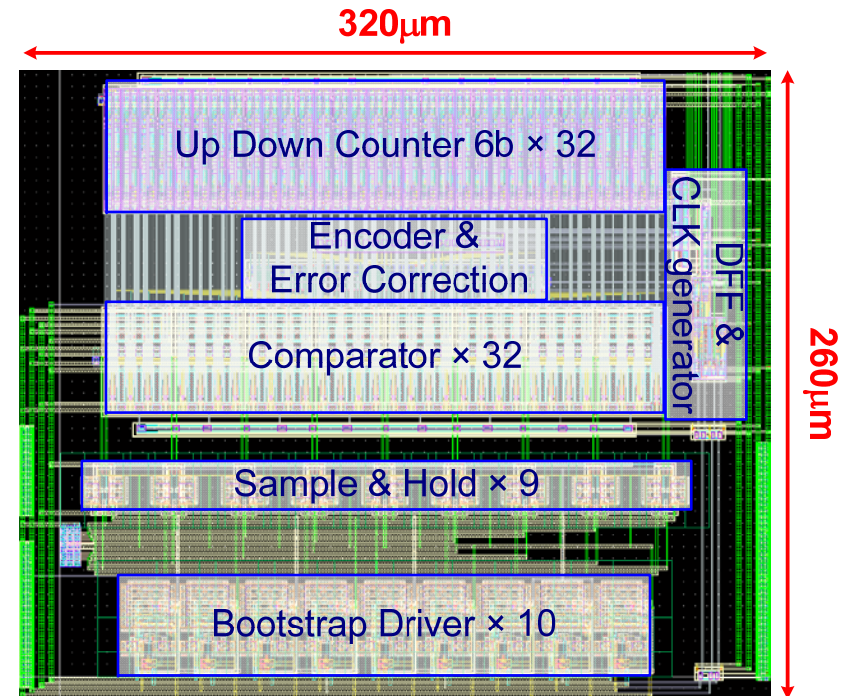 320μm
Up Down Counter 6b × 32
Encoder &
Error Correction
DFF &
CLK generator
Comparator × 32
260μm
Sample & Hold × 9
Bootstrap Driver × 10